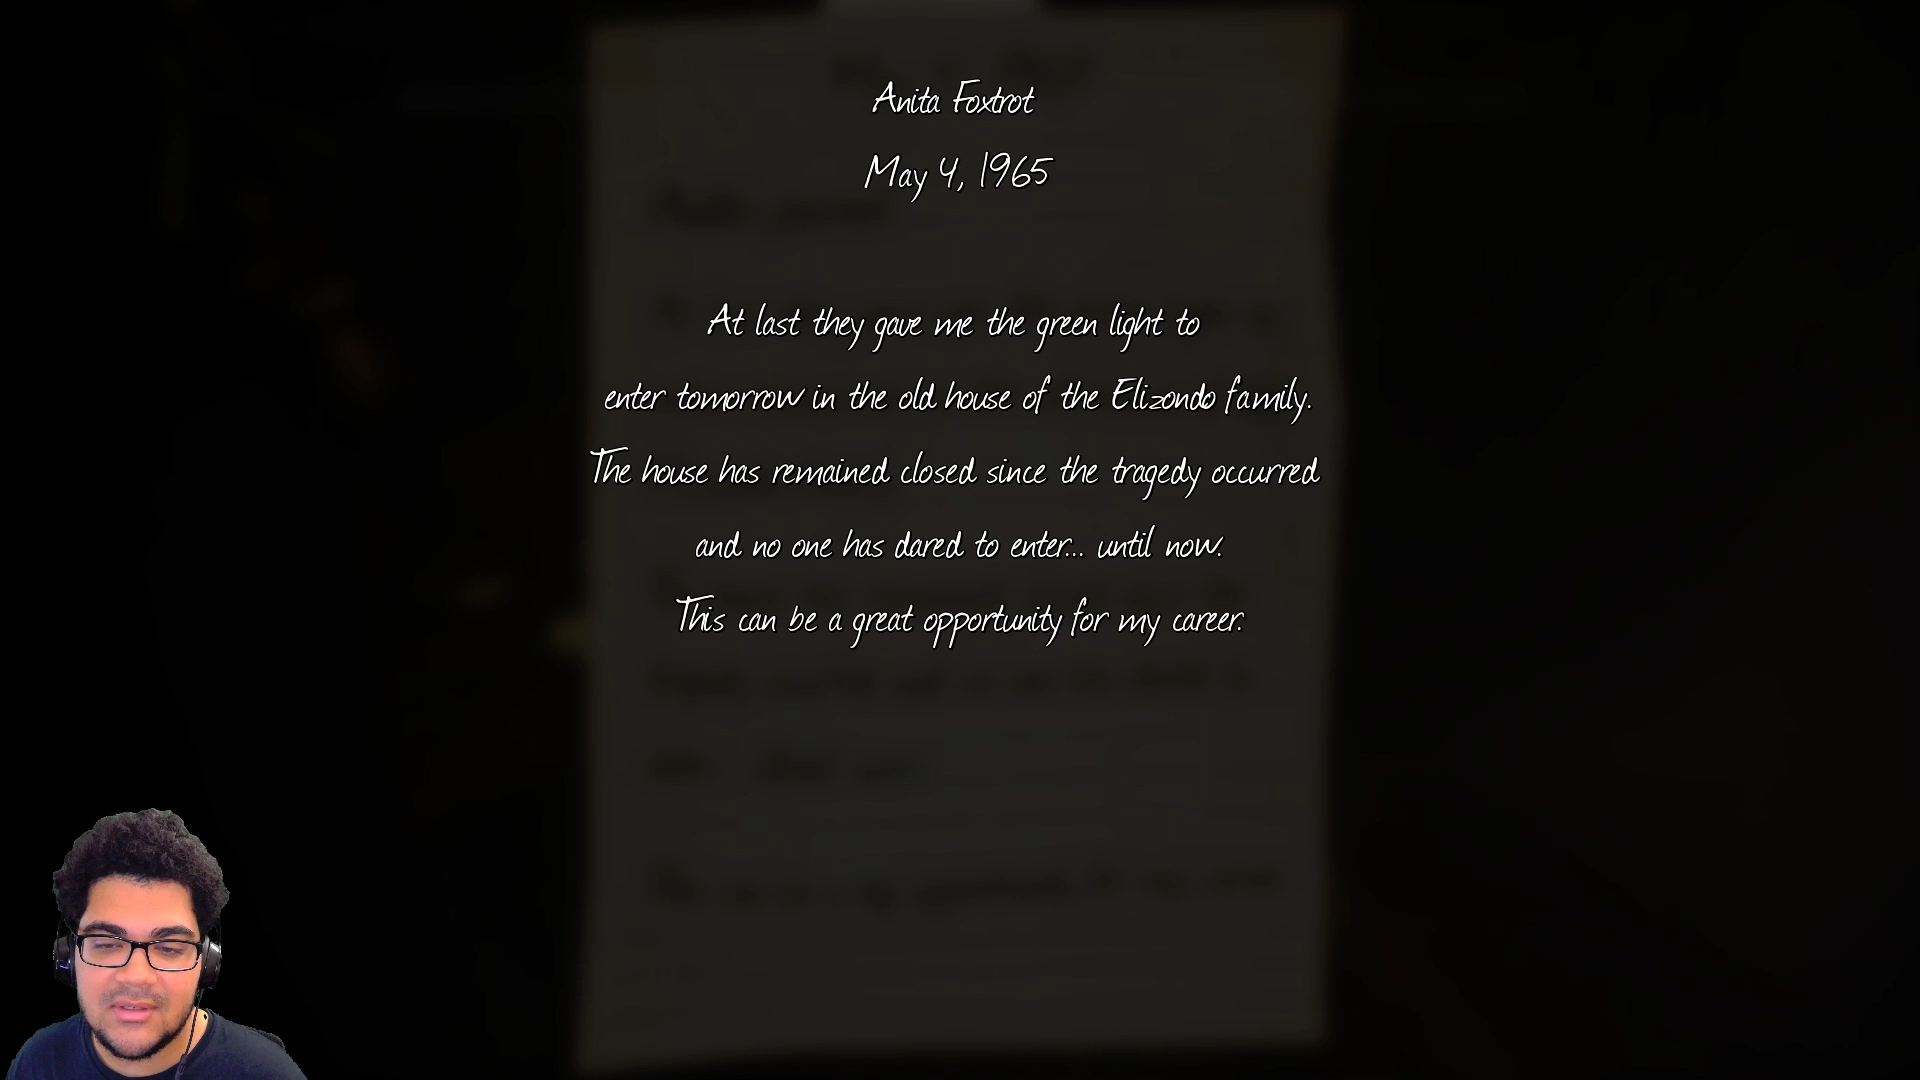 Anita Foxtrot
May 4, 1965
At last they gave me the green light to
enter tomorrow in the old house of the Elizondo family.
The house has remained closed since the tragedy occurred
and no one has dared to enter... until now.
This can be a great opportunity for my career.